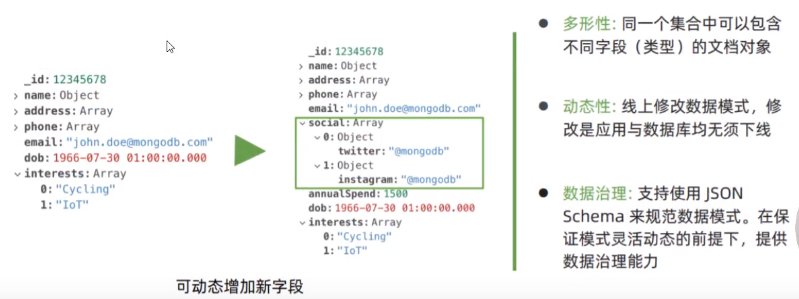 _id: 12345678
> name: Object
> address: Array
> phone: Array
email: "john.doe@mongodb.com"
dob: 1966-07-30 01:00:00.000
∨ interests: Array
0: "Cycling"
1: "IoT"
_id: 12345678
> name: Object
> address: Array
> phone: Array
email: "john.doe@mongodb.com"
∨ social: Array
∨ 0: Object
twitter: "@mongodb"
∨ 1: Object
instagram: "@mongodb"
annualSpend: 1500
dob: 1966-07-30 01:00:00.000
∨ interests: Array
0: "Cycling"
1: "IoT"
可动态增加新字段
● 多形性: 同一个集合中可以包含
不同字段（类型）的文档对象
● 动态性: 线上修改数据模式，修
改是应用与数据库均无须下线
● 数据治理: 支持使用 JSON
Schema 来规范数据模式。在保
证模式灵活动态的前提下，提供
数据治理能力